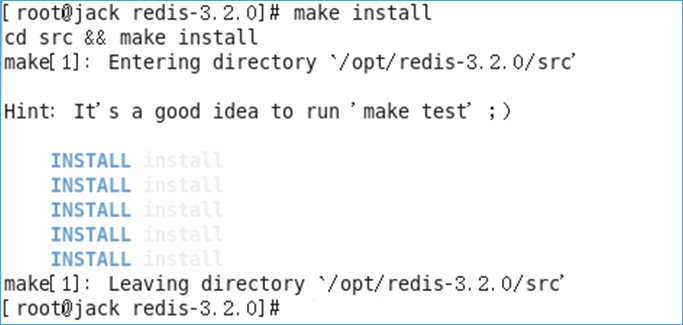 [root@jack redis-3.2.0]# make install
cd src && make install
make[1]: Entering directory `/opt/redis-3.2.0/src’
Hint: It’s a good idea to run ’make test’ ;)
INSTALL install
INSTALL install
INSTALL install
INSTALL install
INSTALL install
make[1]: Leaving directory `/opt/redis-3.2.0/src’
[root@jack redis-3.2.0]#